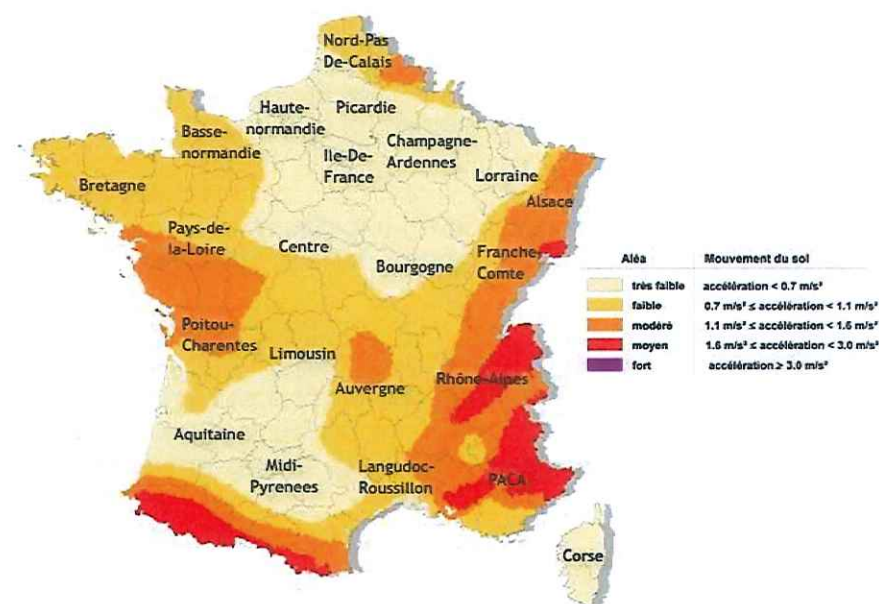 Nord-Pas
De-Calais
Haute-
normandie
Picardie
Basse-
normandie
Ile-De-
France
Champagne-
Ardennes
Lorraine
Alsace
Bretagne
Pays-de-
la-Loire
Centre
Bourgogne
Franche,
Comte
Poitou-
Charentes
Limousin
Auvergne
Rhône-Alpes
Aquitaine
Midi-
Pyrenees
Langudoc-
Roussillon
PACA
Corse
Aléa Mouvement du sol
très faible accélération < 0.7 m/s²
faible 0.7 m/s² ≤ accélération < 1.1 m/s²
modéré 1.1 m/s² ≤ accélération < 1.6 m/s²
moyen 1.6 m/s² ≤ accélération < 3.0 m/s²
fort accélération ≥ 3.0 m/s²